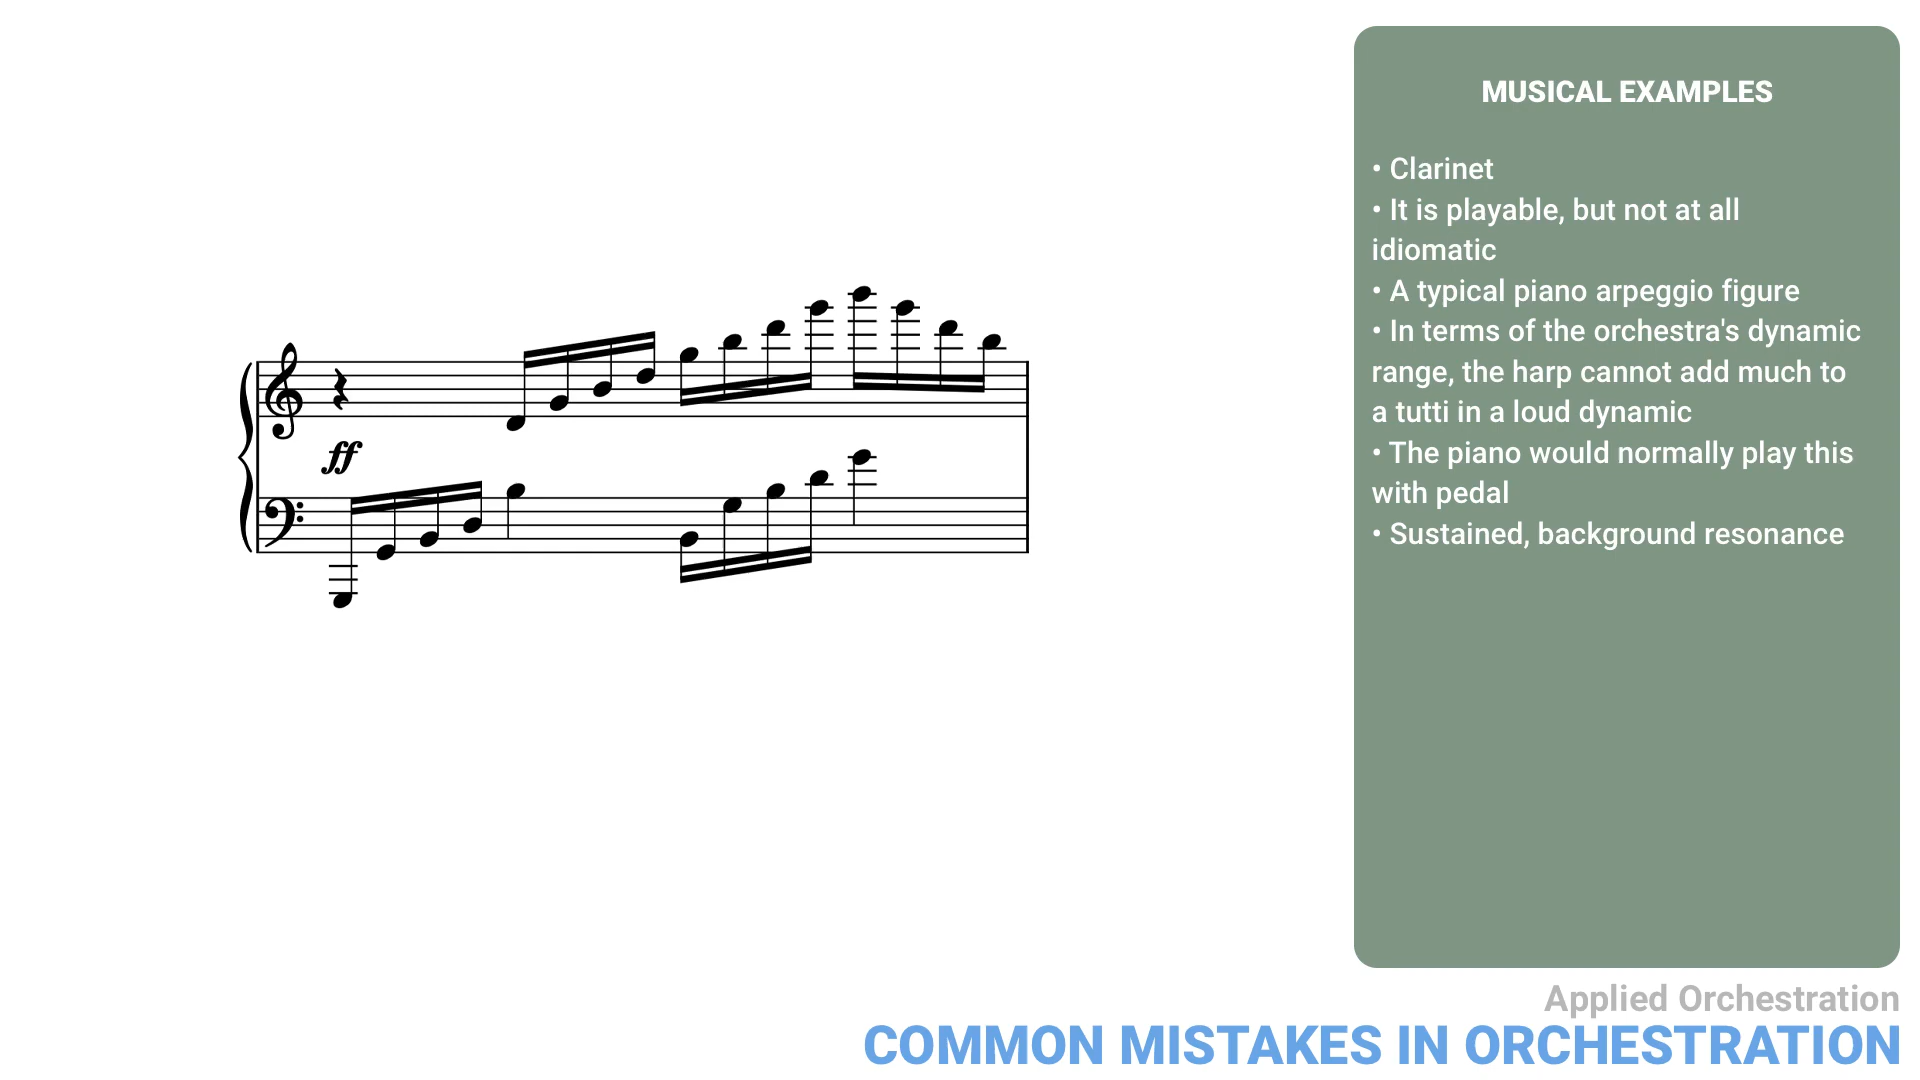 MUSICAL EXAMPLES
• Clarinet
• It is playable, but not at all
idiomatic
• A typical piano arpeggio figure
• In terms of the orchestra's dynamic
range, the harp cannot add much to
a tutti in a loud dynamic
• The piano would normally play this
with pedal
• Sustained, background resonance
ff
Applied Orchestration
COMMON MISTAKES IN ORCHESTRATION